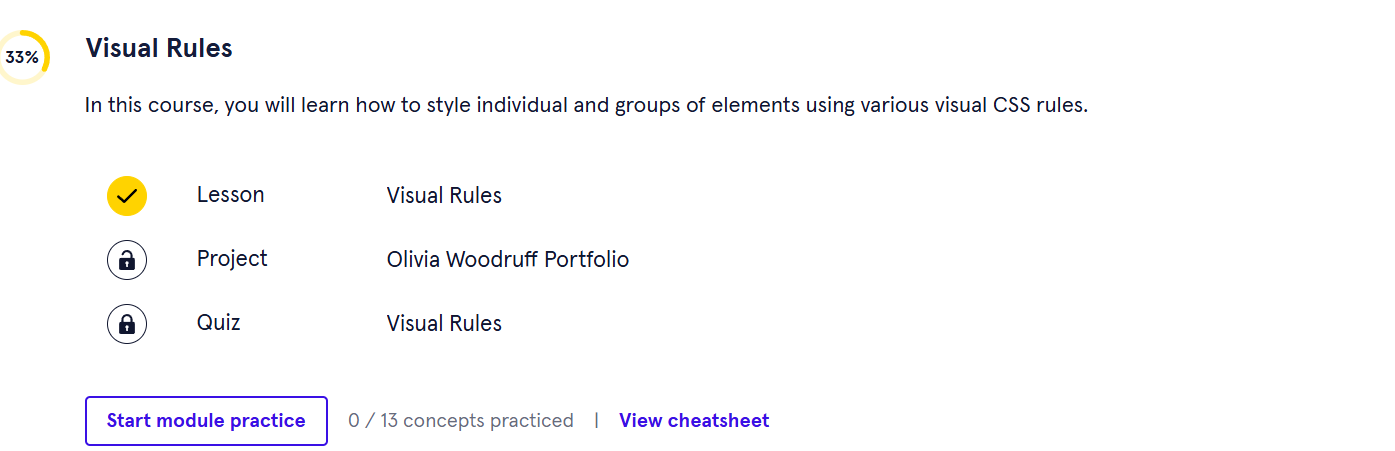 33%
Visual Rules
In this course, you will learn how to style individual and groups of elements using various visual CSS rules.
Lesson Visual Rules
Project Olivia Woodruff Portfolio
Quiz Visual Rules
Start module practice 0 / 13 concepts practiced | View cheatsheet